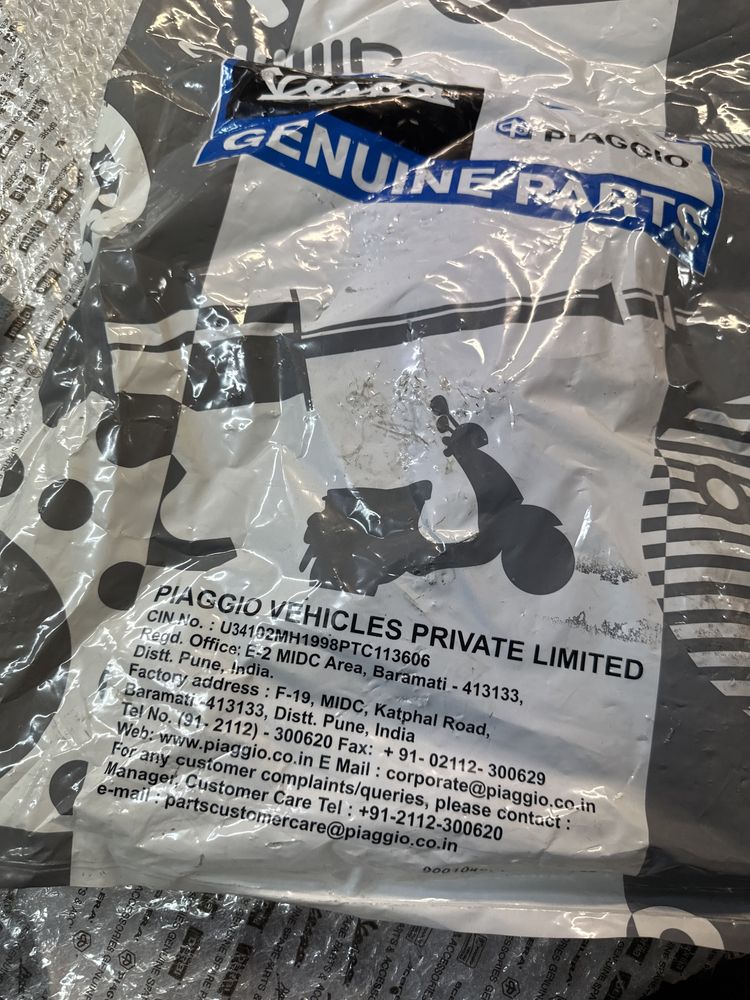 Vespa
PIAGGIO
GENUINE PARTS
PIAGGIO VEHICLES PRIVATE LIMITED
CIN No. : U34102MH1998PTC113606
Regd. Office: E-2 MIDC Area, Baramati - 413133,
Distt. Pune, India.
Factory address : F-19, MIDC, Katphal Road,
Baramati -413133, Distt. Pune, India
Tel No. (91- 2112) - 300620 Fax: + 91- 02112- 300629
Web: www.piaggio.co.in E Mail : corporate@piaggio.co.in
For any customer complaints/queries, please contact :
Manager, Customer Care Tel : +91-2112-300620
e-mail : partscustomercare@piaggio.co.in